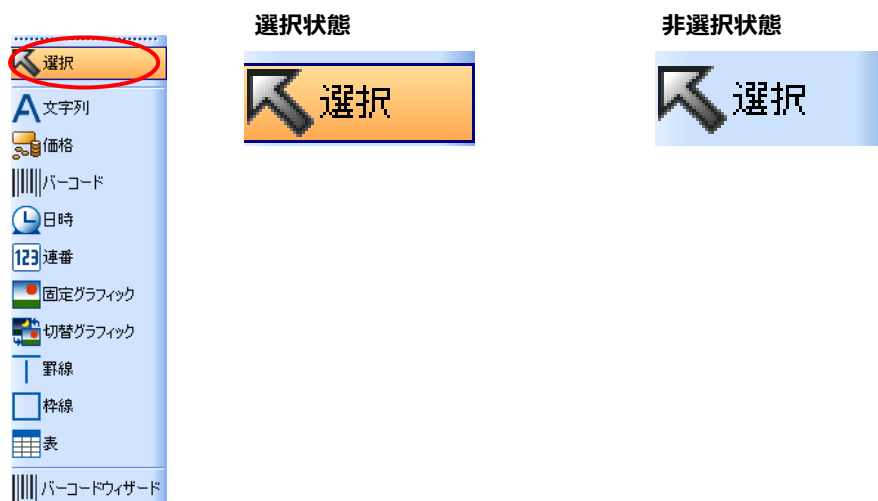 選択状態
非選択状態
選択
選択
選択
文字列
価格
バーコード
日時
123 連番
固定グラフィック
切替グラフィック
罫線
枠線
表
バーコードウィザード